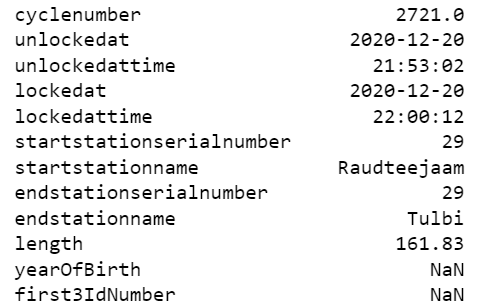 cyclenumber 2721.0
unlockedat 2020-12-20
unlockedattime 21:53:02
lockedat 2020-12-20
lockedattime 22:00:12
startstationserialnumber 29
startstationname Raudteejaam
endstationserialnumber 29
endstationname Tulbi
length 161.83
yearOfBirth NaN
first3IdNumber NaN